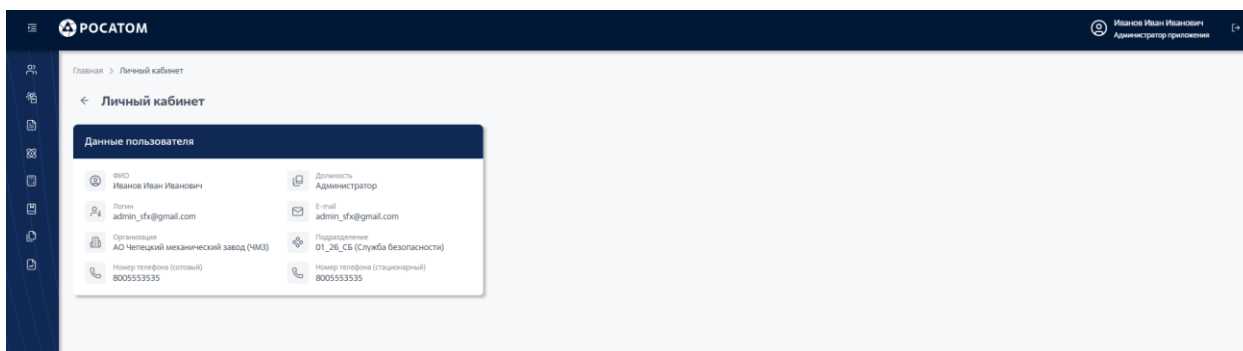 РОСАТОМ
Иванов Иван Иванович
Администратор приложения
Главная > Личный кабинет
← Личный кабинет
Данные пользователя
ФИО
Иванов Иван Иванович
Должность
Администратор
Логин
admin_sfx@gmail.com
E-mail
admin_sfx@gmail.com
Организация
АО Чепецкий механический завод (ЧМЗ)
Подразделение
01_26_СБ (Служба безопасности)
Номер телефона (сотовый)
8005553535
Номер телефона (стационарный)
8005553535